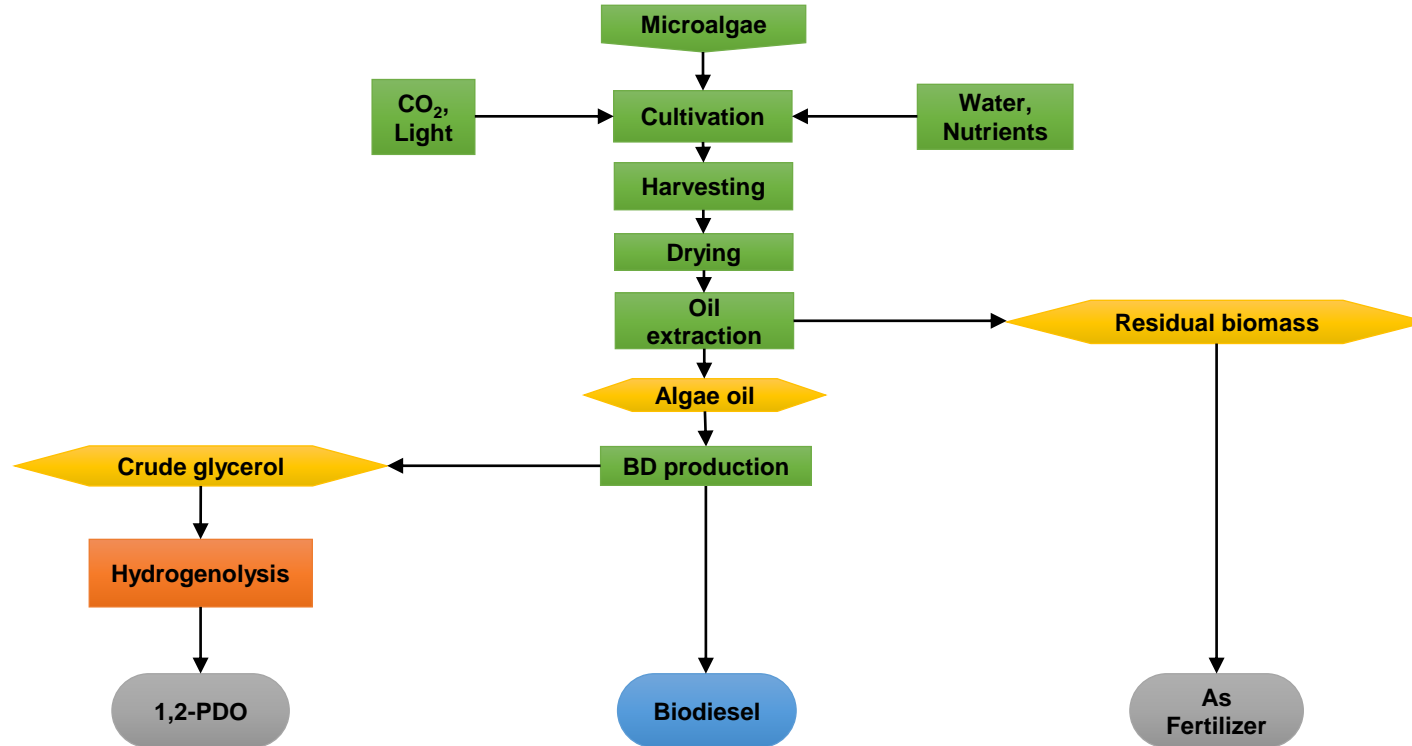 Microalgae
CO₂,
Light
Cultivation
Water,
Nutrients
Harvesting
Drying
Oil
extraction
Residual biomass
Algae oil
Crude glycerol
BD production
Hydrogenolysis
1,2-PDO
Biodiesel
As
Fertilizer